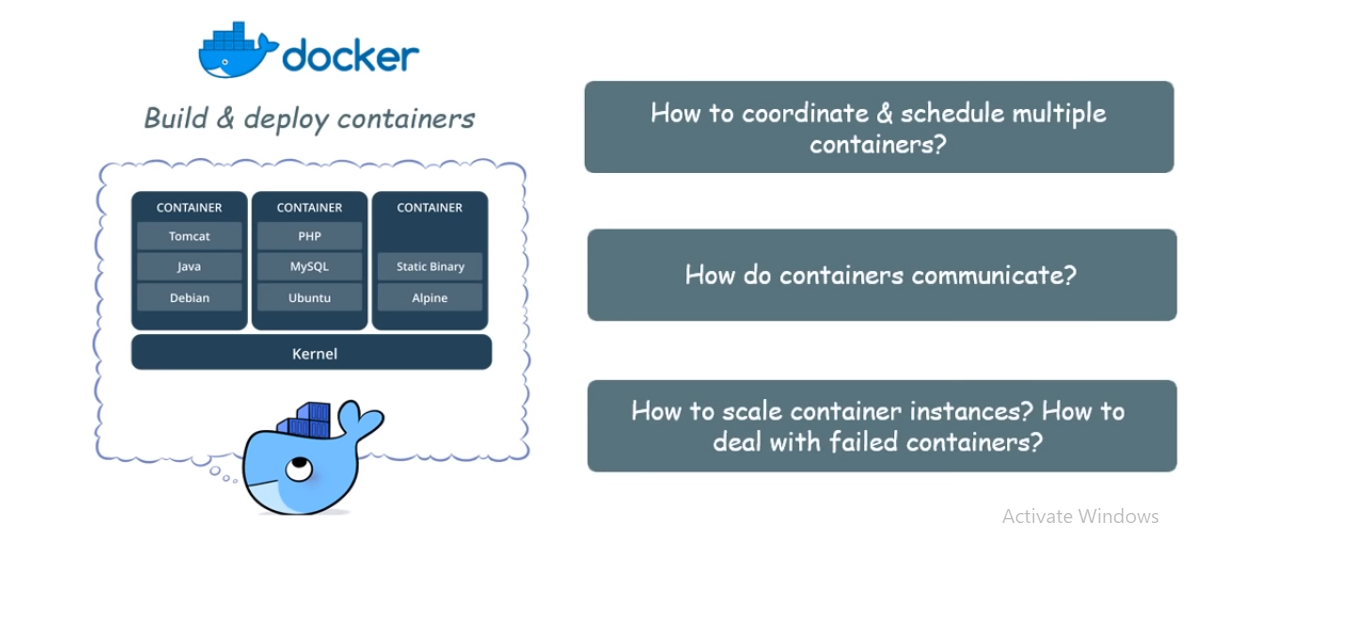 docker
Build & deploy containers
CONTAINER
Tomcat
Java
Debian
CONTAINER
PHP
MySQL
Ubuntu
CONTAINER
Static Binary
Alpine
Kernel
How to coordinate & schedule multiple
containers?
How do containers communicate?
How to scale container instances? How to
deal with failed containers?
Activate Windows